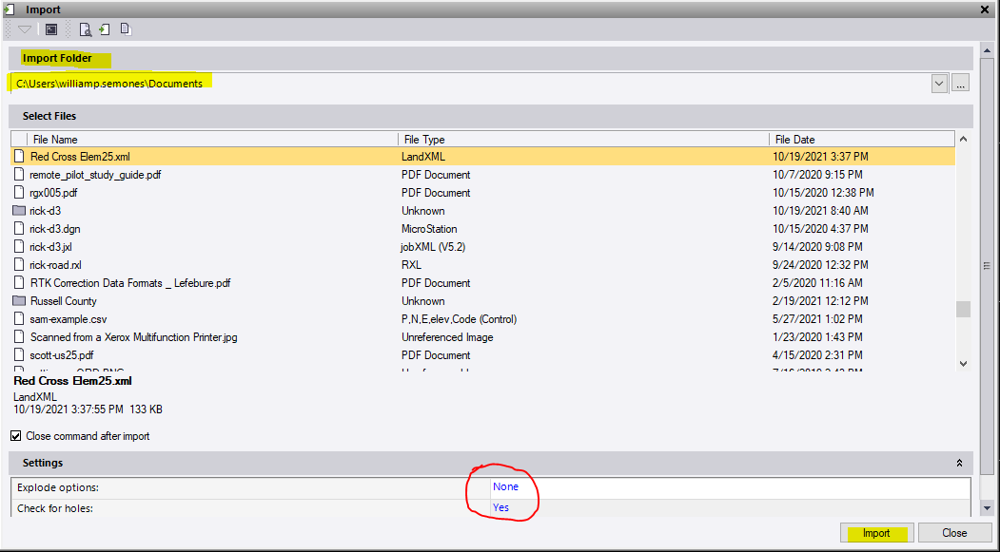 Import
Import Folder
C:\Users\williamp.semones\Documents
...
Select Files
File Name File Type File Date
Red Cross Elem25.xml LandXML 10/19/2021 3:37 PM
remote_pilot_study_guide.pdf PDF Document 10/7/2020 9:15 PM
rgx005.pdf PDF Document 10/15/2020 12:38 PM
rick-d3 Unknown 10/19/2021 8:40 AM
rick-d3.dgn MicroStation 10/15/2020 4:37 PM
rick-d3.jxl jobXML (V5.2) 9/14/2020 9:08 PM
rick-road.rxl RXL 9/24/2020 12:32 PM
RTK Correction Data Formats _ Lefebure.pdf PDF Document 2/5/2020 11:16 AM
Russell County Unknown 2/19/2021 12:12 PM
sam-example.csv P,N,E,elev,Code (Control) 5/27/2021 1:02 PM
Scanned from a Xerox Multifunction Printer.jpg Unreferenced Image 1/23/2020 1:43 PM
scott-us25.pdf PDF Document 4/15/2020 2:31 PM
Red Cross Elem25.xml
LandXML
10/19/2021 3:37:55 PM 133 KB
Close command after import
Settings
Explode options: None
Check for holes: Yes
Import Close